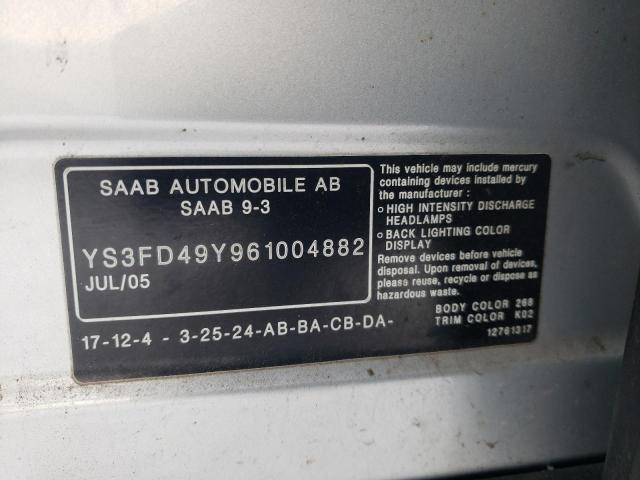 SAAB AUTOMOBILE AB
SAAB 9-3
YS3FD49Y961004882
JUL/05
17-12-4 - 3-25-24-AB-BA-CB-DA-
This vehicle may include mercury
containing devices installed by
the manufacturer :
o HIGH INTENSITY DISCHARGE
HEADLAMPS
o BACK LIGHTING COLOR
DISPLAY
Remove devices before vehicle
disposal. Upon removal of devices,
please reuse, recycle or dispose as
hazardous waste.
BODY COLOR 268
TRIM COLOR K02
12761317